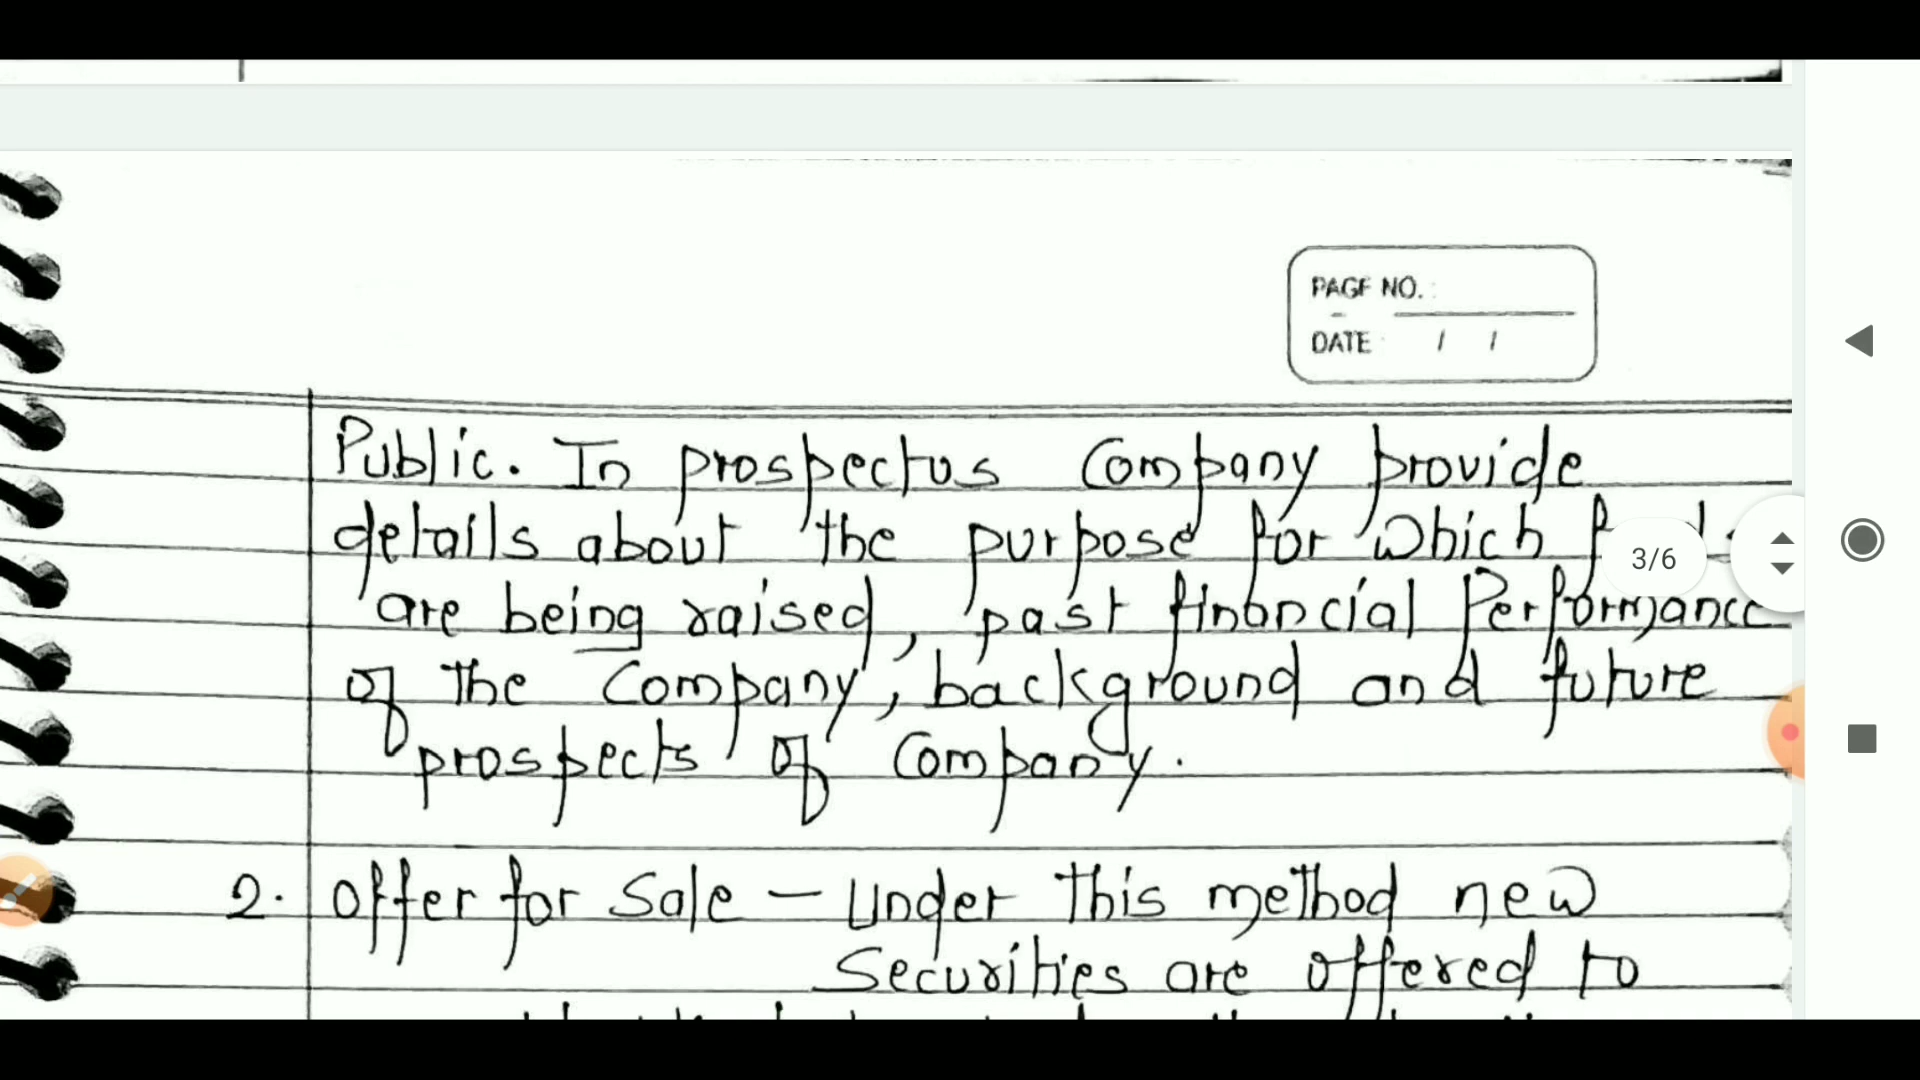 PAGE NO. :
DATE : / /
Public. In prospectus Company provide
details about the purpose for which
3/6
are being raised, past financial Performance
of the Company, background and future
prospects of Company.
2. Offer for Sale – Under this method new
Securities are offered to